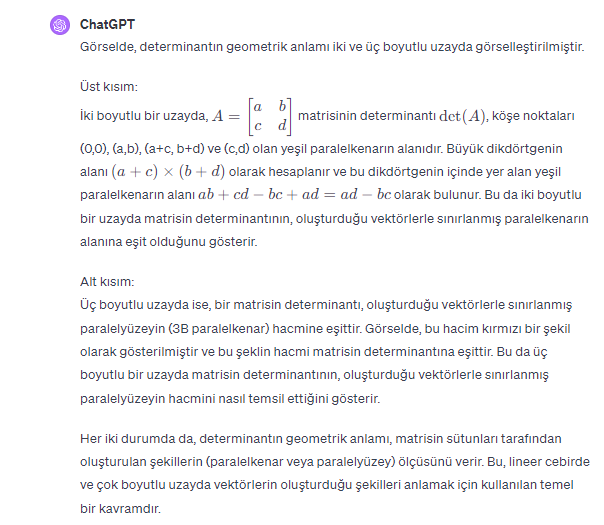 ChatGPT
Görselde, determinantın geometrik anlamı iki ve üç boyutlu uzayda görselleştirilmiştir.
Üst kısım:
İki boyutlu bir uzayda, A = [a b; c d] matrisinin determinantı det(A), köşe noktaları
(0,0), (a,b), (a+c, b+d) ve (c,d) olan yeşil paralelkenarın alanıdır. Büyük dikdörtgenin
alanı (a + c) × (b + d) olarak hesaplanır ve bu dikdörtgenin içinde yer alan yeşil
paralelkenarın alanı ab + cd − bc + ad = ad − bc olarak bulunur. Bu da iki boyutlu
bir uzayda matrisin determinantının, oluşturduğu vektörlerle sınırlanmış paralelkenarın
alanına eşit olduğunu gösterir.
Alt kısım:
Üç boyutlu uzayda ise, bir matrisin determinantı, oluşturduğu vektörlerle sınırlanmış
paralelyüzeyin (3B paralelkenar) hacmine eşittir. Görselde, bu hacim kırmızı bir şekil
olarak gösterilmiştir ve bu şeklin hacmi matrisin determinantına eşittir. Bu da üç
boyutlu bir uzayda matrisin determinantının, oluşturduğu vektörlerle sınırlanmış
paralelyüzeyin hacmini nasıl temsil ettiğini gösterir.
Her iki durumda da, determinantın geometrik anlamı, matrisin sütunları tarafından
oluşturulan şekillerin (paralelkenar veya paralelyüzey) ölçüsünü verir. Bu, lineer cebirde
ve çok boyutlu uzayda vektörlerin oluşturduğu şekilleri anlamak için kullanılan temel
bir kavramdır.